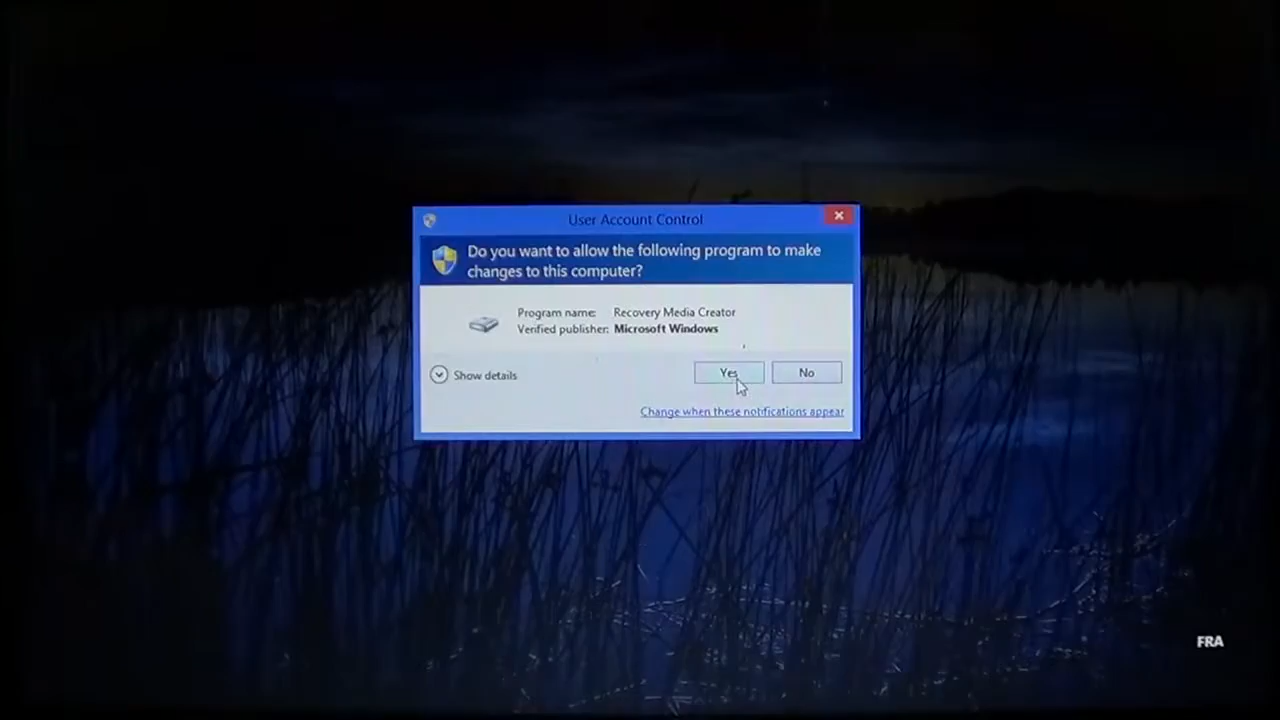 User Account Control
Do you want to allow the following program to make
changes to this computer?
Program name: Recovery Media Creator
Verified publisher: Microsoft Windows
Show details
Yes
No
Change when these notifications appear
FRA